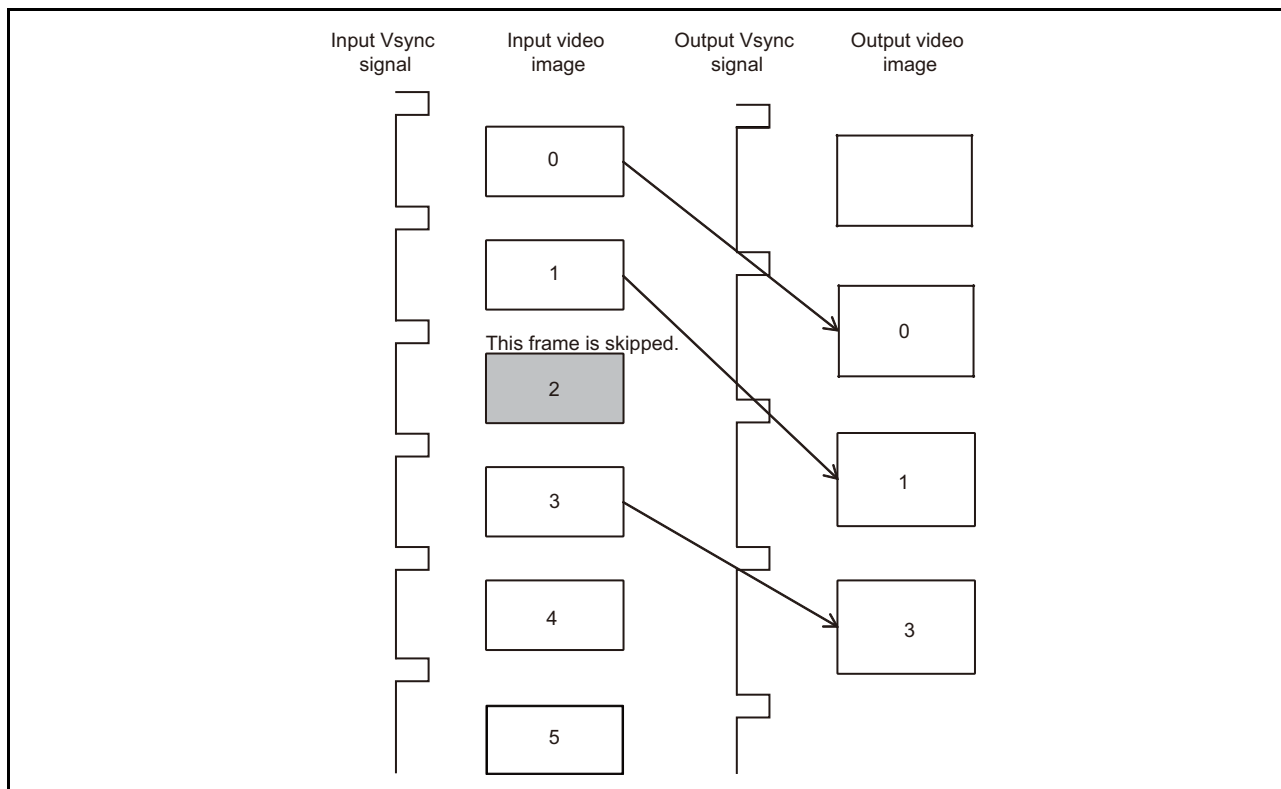 Input Vsync
signal
Input video
image
Output Vsync
signal
Output video
image
0
1
This frame is skipped.
2
3
4
5
0
1
3